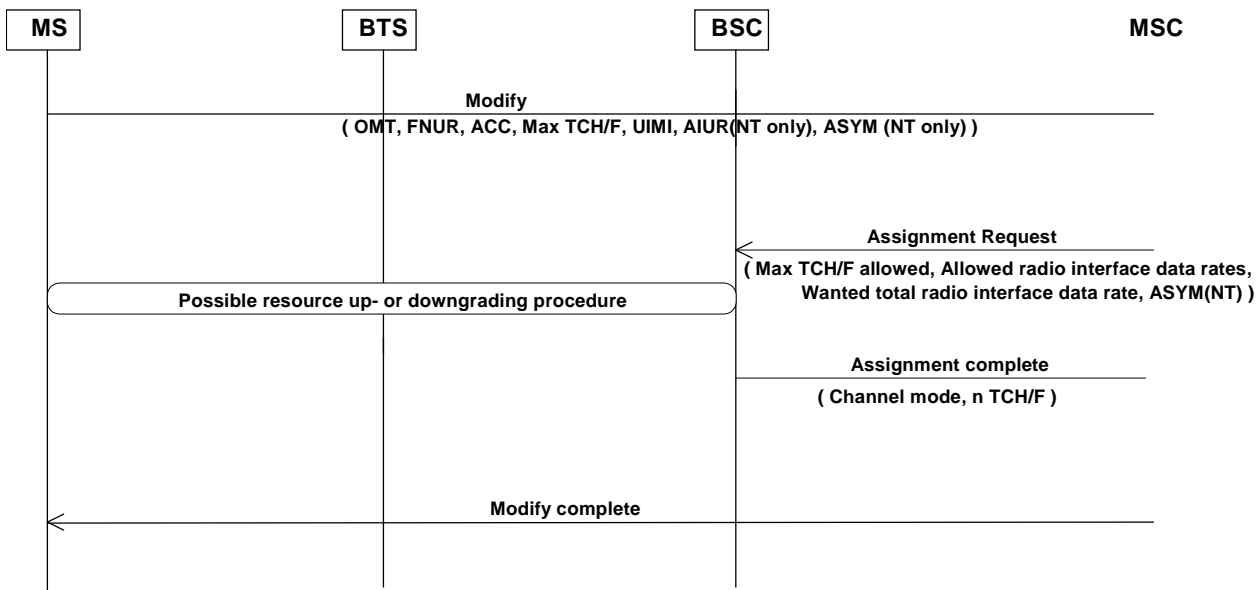 MS
BTS
BSC
MSC
Modify
( OMT, FNUR, ACC, Max TCH/F, UIMI, AIUR(NT only), ASYM (NT only) )
Assignment Request
( Max TCH/F allowed, Allowed radio interface data rates,
Wanted total radio interface data rate, ASYM(NT) )
Possible resource up- or downgrading procedure
Assignment complete
( Channel mode, n TCH/F )
Modify complete